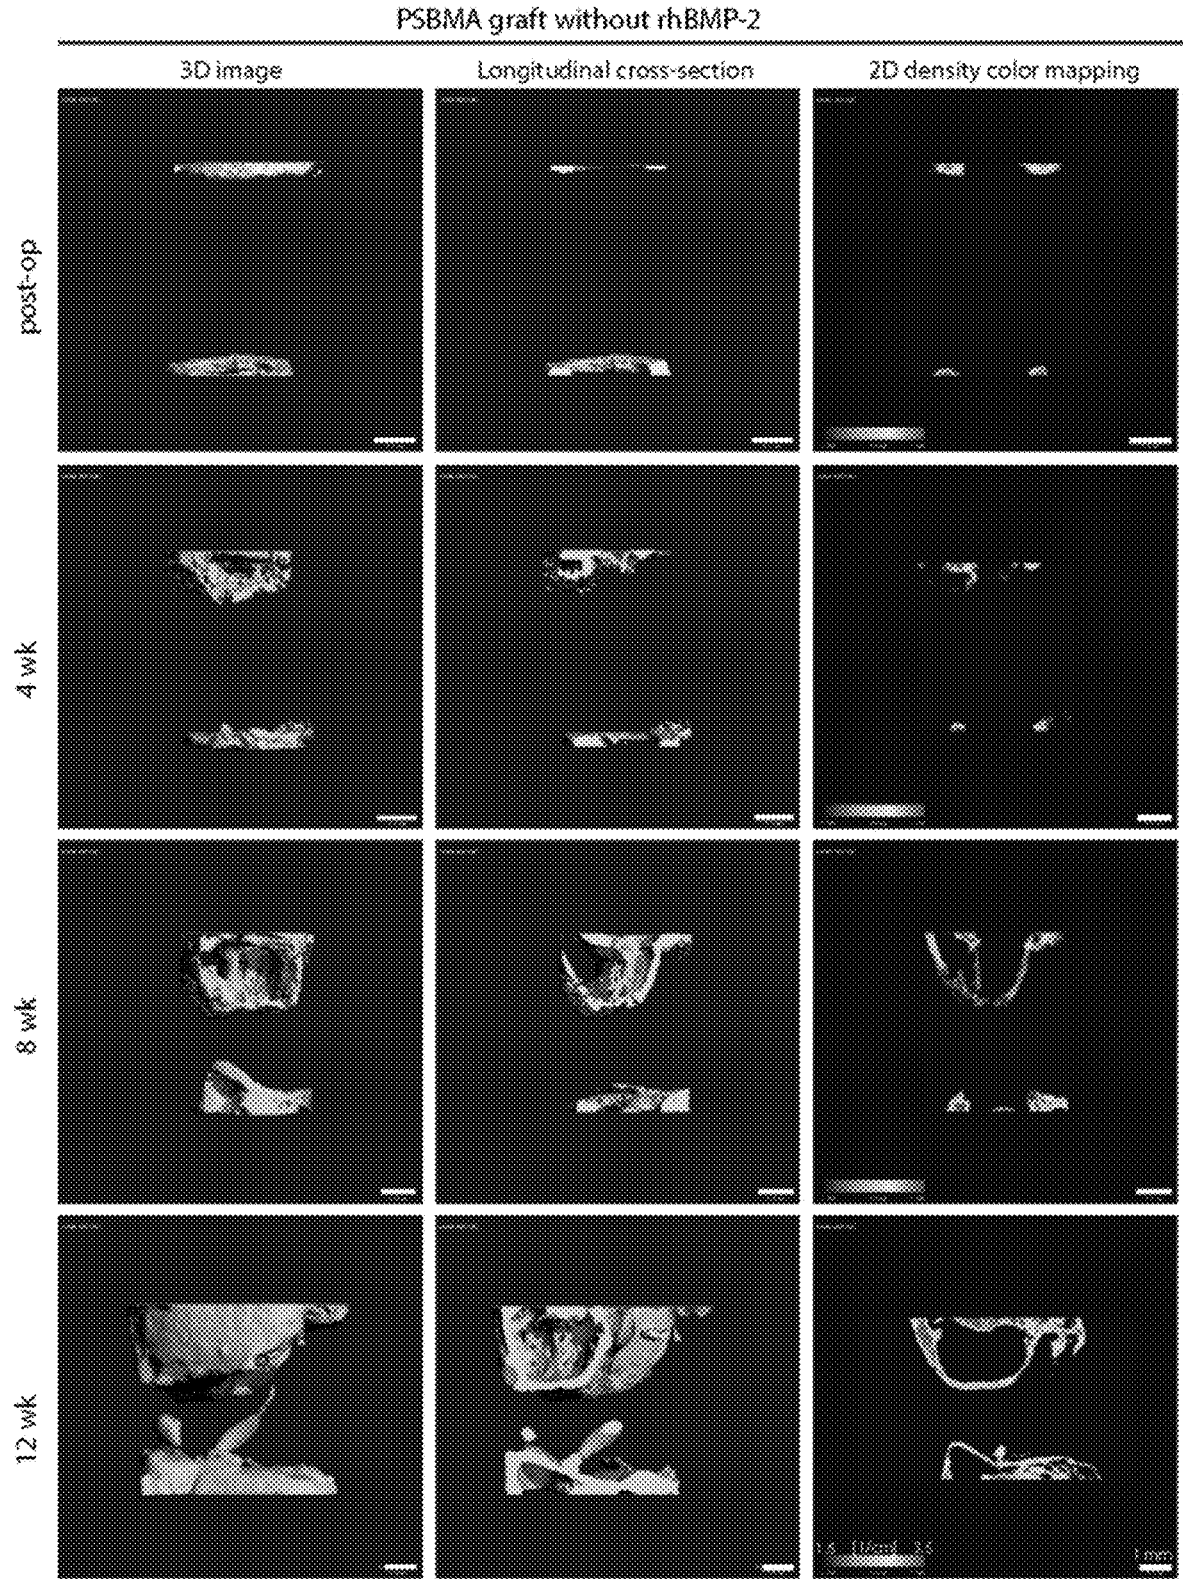 PSBMA graft without rhBMP-2
3D image
Longitudinal cross-section
2D density color mapping
post-op
4 wk
8 wk
12 wk
1 mm